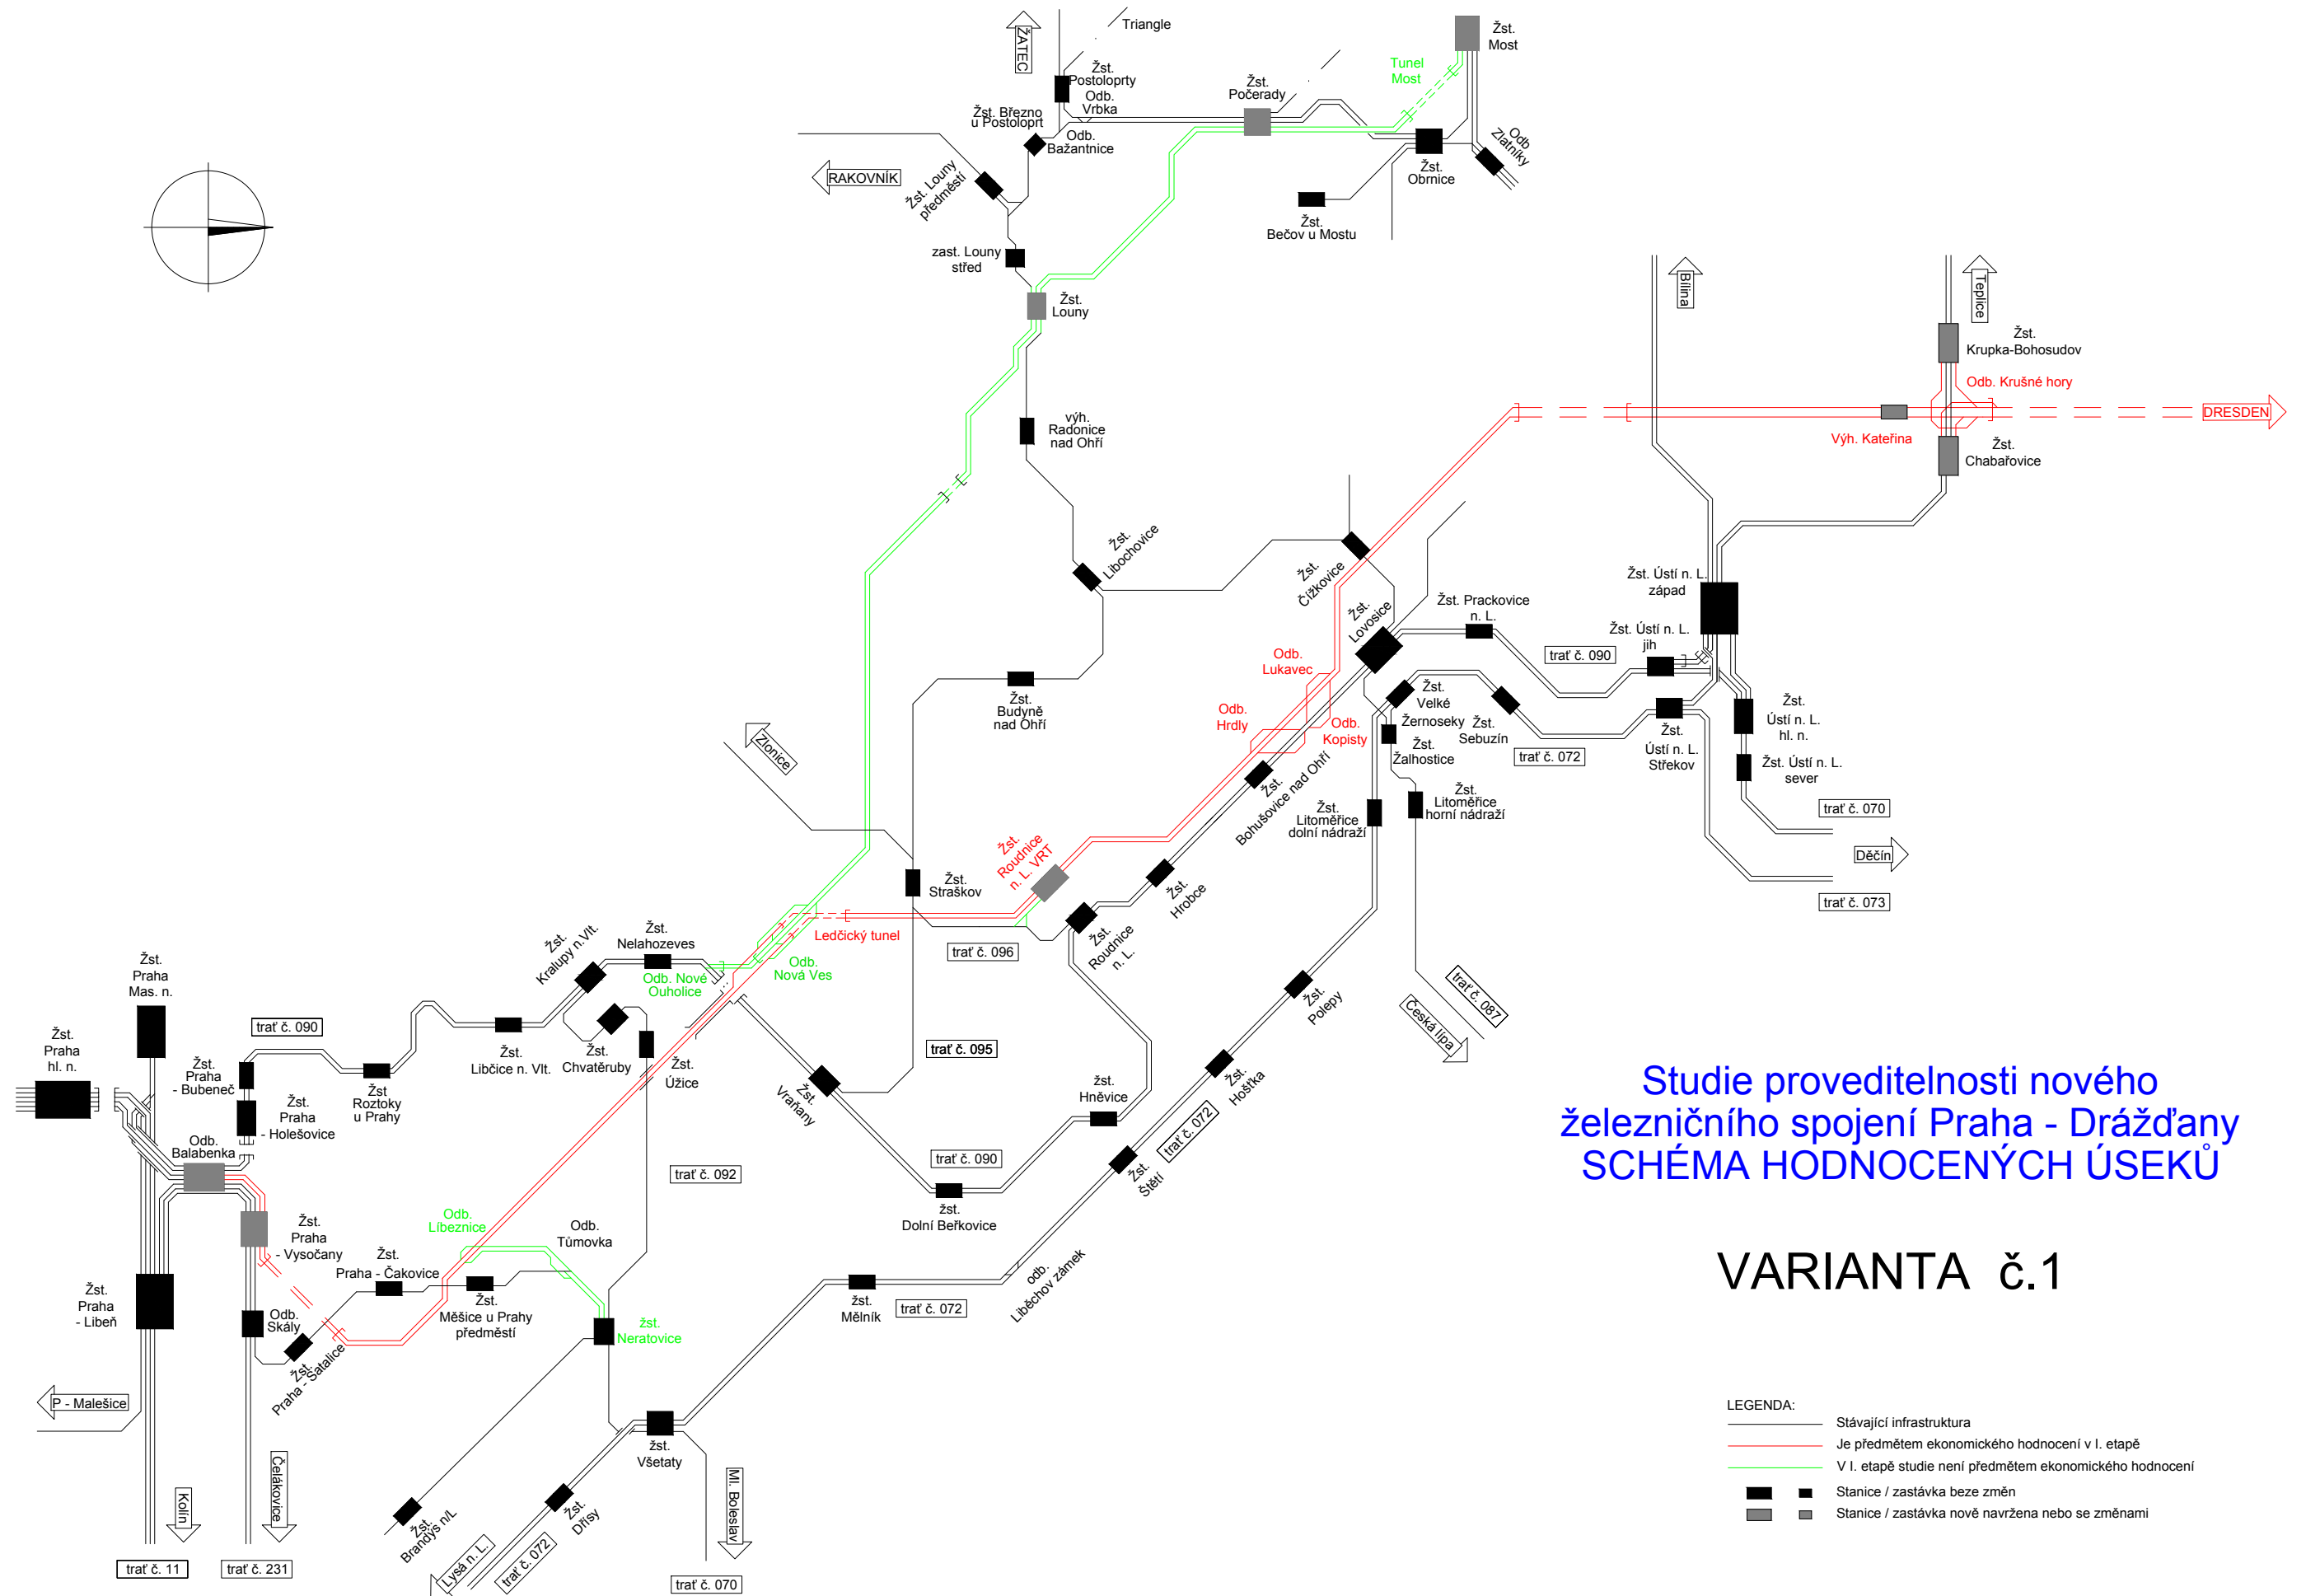 Triangle
ŽATEC
Žst.
Postoloprty
Odb.
Vrbka
Žst. Březno
u Postoloprt
Odb.
Bažantnice
Žst.
Počerady
Tunel
Most
Žst.
Most
Odb
Zlatníky
Žst.
Obrnice
Žst.
Bečov u Mostu
RAKOVNÍK
Žst. Louny
předměstí
zast. Louny
střed
Žst.
Louny
Bílina
Teplice
Žst.
Krupka-Bohosudov
Odb. Krušné hory
DRESDEN
Výh. Kateřina
Žst.
Chabařovice
výh.
Radonice
nad Ohří
Žst.
Libochovice
Žst.
Čížkovice
Žst.
Lovosice
Žst. Prackovice
n. L.
Žst. Ústí n. L.
západ
Žst. Ústí n. L.
jih
trať č. 090
Odb.
Lukavec
Odb.
Hrdly
Odb.
Kopisty
Žst.
Velké
Žernoseky
Žst.
Sebuzín
Žst.
Žalhostice
trať č. 072
Žst.
Ústí n. L.
Střekov
Žst.
Ústí n. L.
hl. n.
Žst. Ústí n. L.
sever
trať č. 070
Děčín
trať č. 073
Žst.
Budyně
nad Ohří
Zlonice
Žst.
Bohušovice nad Ohří
Žst.
Litoměřice
dolní nádraží
Žst.
Litoměřice
horní nádraží
Žst.
Roudnice
n. L. VRT
Žst.
Straškov
Žst.
Hrobce
Žst.
Roudnice
n. L.
Ledčický tunel
trať č. 096
Odb.
Nová Ves
Odb. Nové
Ouholice
Žst.
Nelahozeves
Žst.
Kralupy n.Vlt.
Žst.
Polepy
trať č. 087
Česká lípa
Žst.
Praha
Mas. n.
Žst.
Praha
hl. n.
trať č. 090
Žst.
Praha
- Bubeneč
Žst.
Praha
- Holešovice
Žst
Roztoky
u Prahy
Žst.
Libčice n. Vlt.
Žst.
Chvatěruby
Žst.
Úžice
trať č. 095
Žst.
Vraňany
žst.
Hněvice
Žst.
Hoštka
trať č. 072
Žst.
Štětí
Odb.
Balabenka
trať č. 092
trať č. 090
žst.
Dolní Beřkovice
Studie proveditelnosti nového
železničního spojení Praha - Drážďany
SCHÉMA HODNOCENÝCH ÚSEKŮ
VARIANTA č.1
Žst.
Praha
- Vysočany
Odb.
Líbeznice
Odb.
Tůmovka
Žst.
Praha - Čakovice
Žst.
Měšice u Prahy
předměstí
žst.
Neratovice
žst.
Mělník
trať č. 072
odb.
Liběchov zámek
Žst.
Praha
- Libeň
Odb.
Skály
Žst.
Praha - Satalice
P - Malešice
žst.
Všetaty
Žst.
Dřísy
Žst.
Brandýs n/L
Kolín
Čelákovice
Ml. Boleslav
Lysá n. L.
trať č. 072
trať č. 11
trať č. 231
trať č. 070
LEGENDA:
Stávající infrastruktura
Je předmětem ekonomického hodnocení v I. etapě
V I. etapě studie není předmětem ekonomického hodnocení
Stanice / zastávka beze změn
Stanice / zastávka nově navržena nebo se změnami